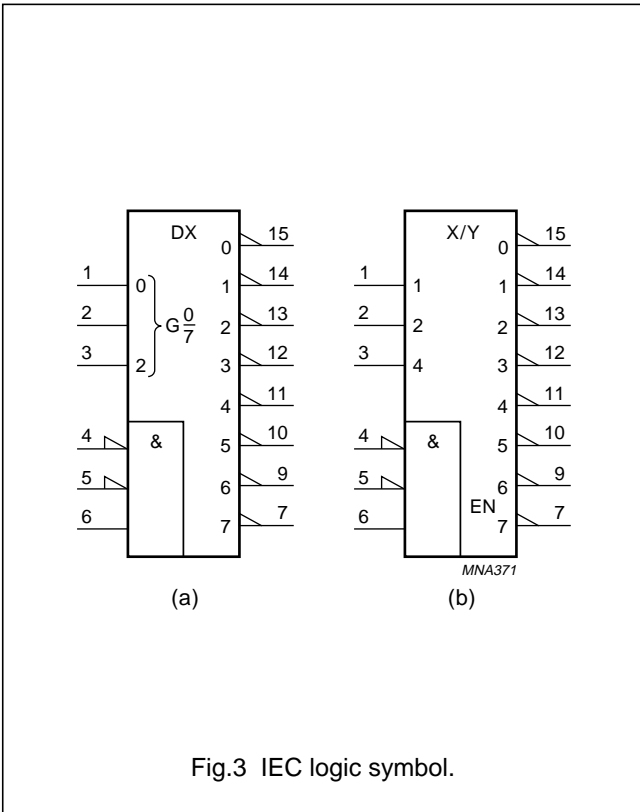 DX
0 15
1 0 1 14
2 G 0/7 2 13
3 2 3 12
4 11
4 & 5 10
5 6 9
6 7 7
(a)
X/Y
0 15
1 1 1 14
2 2 2 13
3 4 3 12
4 11
4 & 5 10
5 6 9
EN
6 7 7
MNA371
(b)
Fig.3 IEC logic symbol.